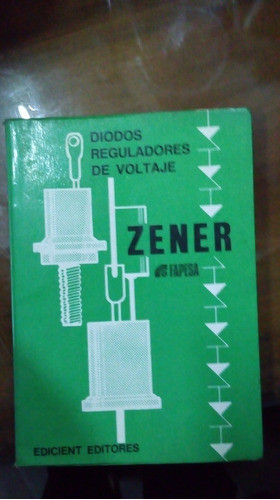 DIODOS
REGULADORES
DE VOLTAJE
ZENER
FAPESA
EDICIENT EDITORES